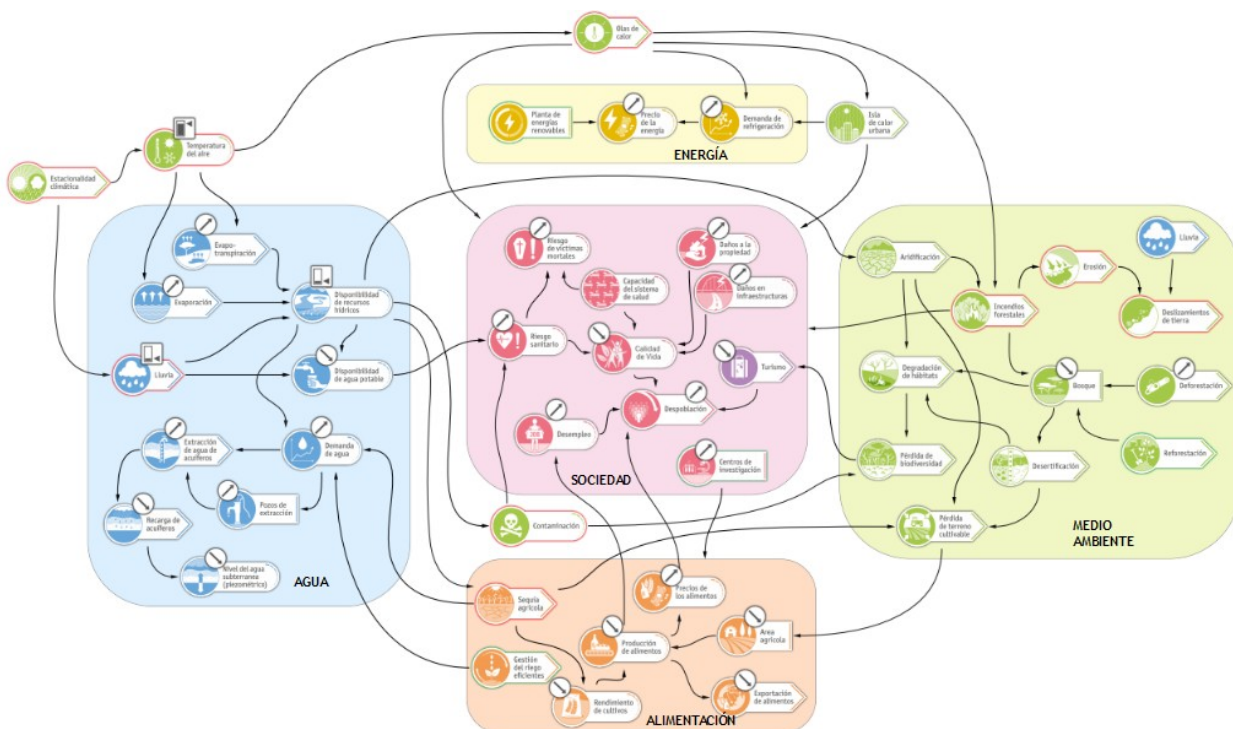 Olas de
calor
Planta de
energías
renovables
Precio
de la
energía
Demanda de
refrigeración
Isla
de calor
urbana
ENERGÍA
Temperatura
del aire
Estacionalidad
climática
Evapo-
transpiración
Evaporación
Disponibilidad
de recursos
hídricos
Lluvia
Disponibilidad
de agua potable
Extracción
de agua de
acuíferos
Demanda
de agua
Pozos de
extracción
Recarga de
acuíferos
Nivel del agua
subterranea
(piezométrico)
AGUA
Riesgo
de víctimas
mortales
Daños a la
propiedad
Capacidad
del sistema
de salud
Daños en
infraestructuras
Riesgo
sanitario
Calidad
de Vida
Turismo
Desempleo
Despoblación
Centros de
investigación
SOCIEDAD
Contaminación
Aridificación
Lluvia
Erosión
Incendios
forestales
Deslizamientos
de tierra
Degradación
de hábitats
Bosque
Deforestación
Pérdida de
biodiversidad
Desertificación
Reforestación
Pérdida
de terreno
cultivable
MEDIO
AMBIENTE
Sequía
agrícola
Precios de
los alimentos
Producción
de alimentos
Area
agrícola
Gestión
del riego
eficientes
Rendimiento
de cultivos
Exportación
de alimentos
ALIMENTACIÓN